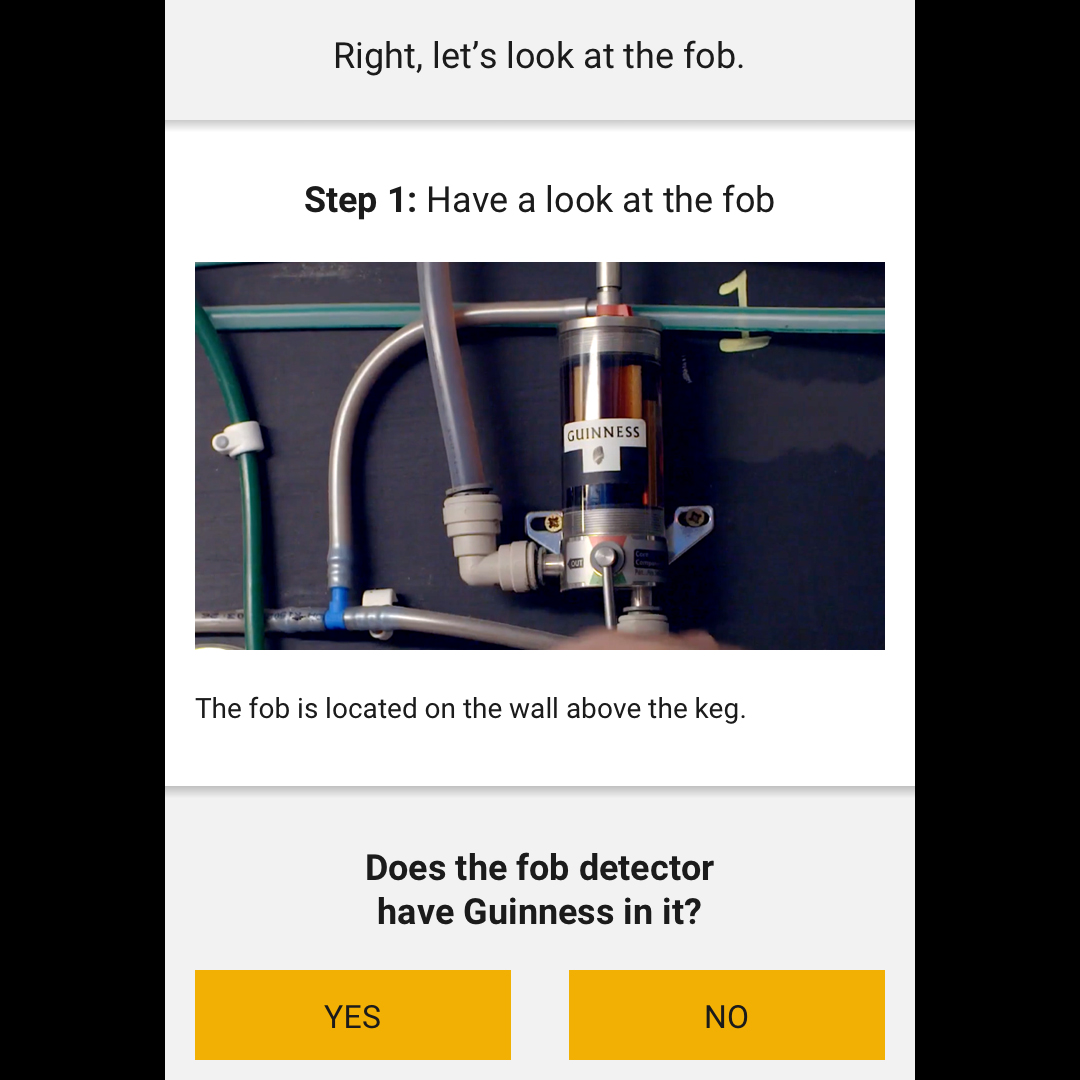 Right, let’s look at the fob.
Step 1: Have a look at the fob
1
GUINNESS
OUT
The fob is located on the wall above the keg.
Does the fob detector
have Guinness in it?
YES
NO